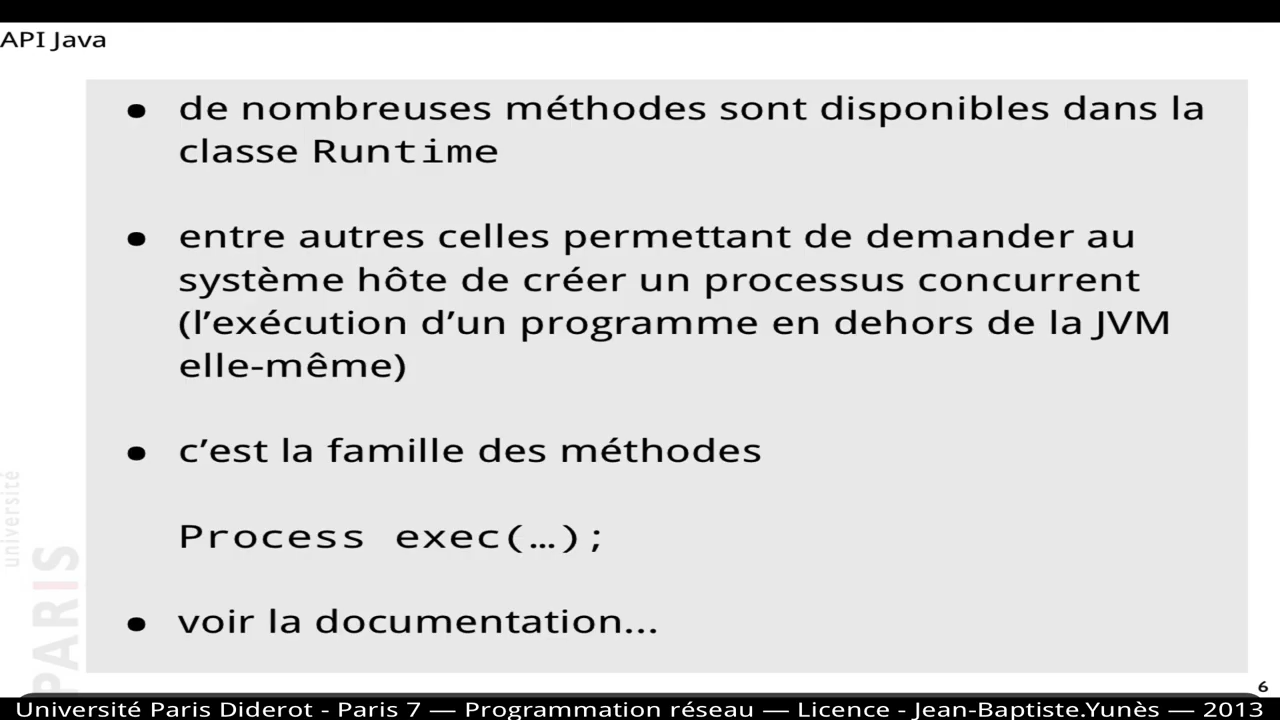 API Java
• de nombreuses méthodes sont disponibles dans la
classe Runtime
• entre autres celles permettant de demander au
système hôte de créer un processus concurrent
(l’exécution d’un programme en dehors de la JVM
elle-même)
• c’est la famille des méthodes
Process exec(…);
• voir la documentation...
université
PARIS
6
Université Paris Diderot - Paris 7 — Programmation réseau — Licence - Jean-Baptiste.Yunès — 2013